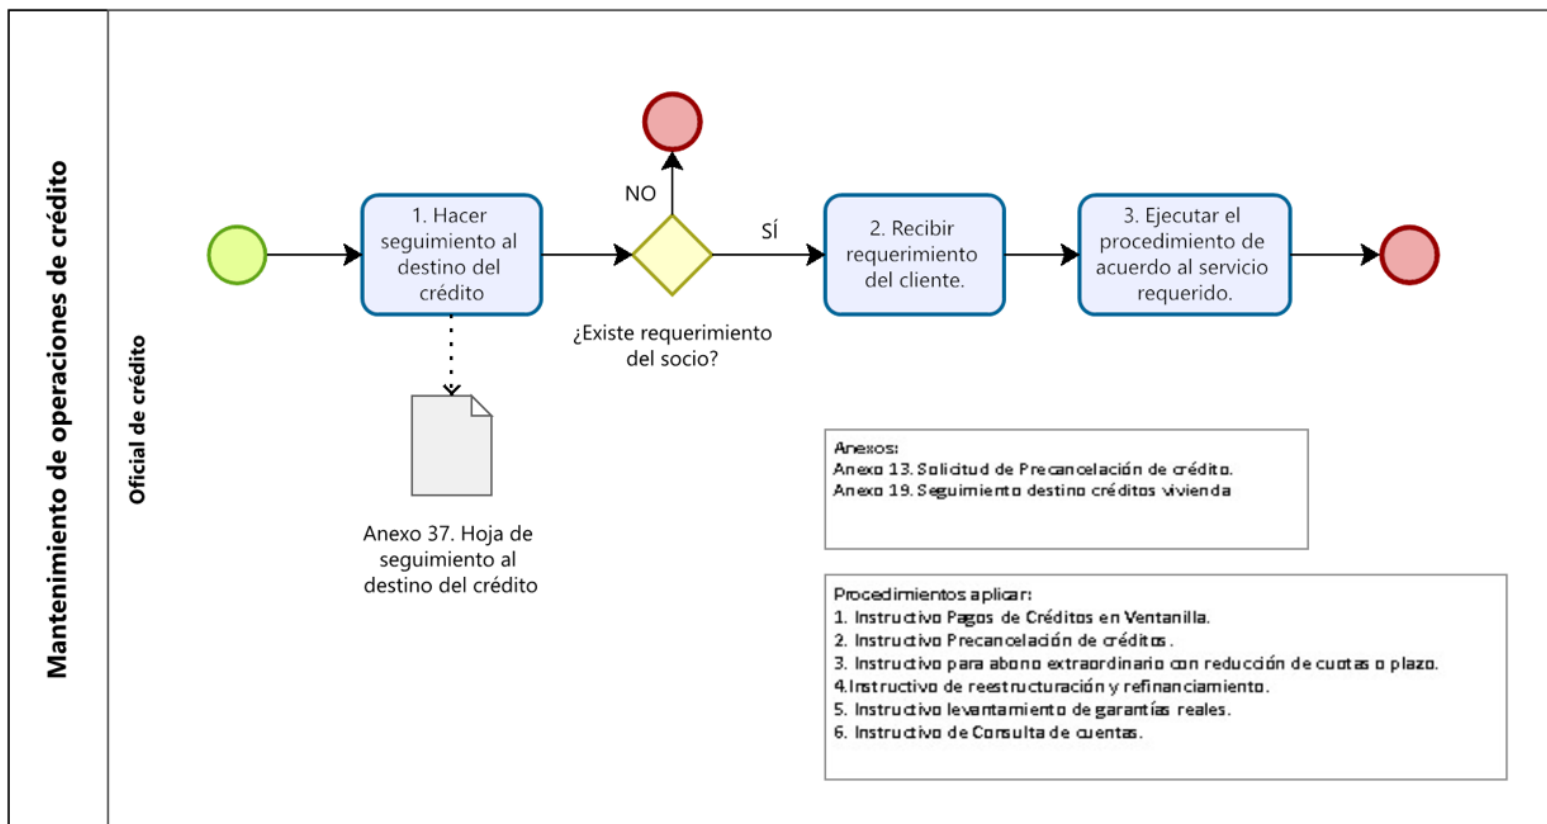 Mantenimiento de operaciones de crédito
Oficial de crédito
1. Hacer
seguimiento al
destino del
crédito
NO
SÍ
¿Existe requerimiento
del socio?
2. Recibir
requerimiento
del cliente.
3. Ejecutar el
procedimiento de
acuerdo al servicio
requerido.
Anexo 37. Hoja de
seguimiento al
destino del crédito
Anexos:
Anexo 13. Solicitud de Precancelación de crédito.
Anexo 19. Seguimiento destino créditos vivienda
Procedimientos aplicar:
1. Instructivo Pagos de Créditos en Ventanilla.
2. Instructivo Precancelación de créditos.
3. Instructivo para abono extraordinario con reducción de cuotas o plazo.
4.Instructivo de reestructuración y refinanciamiento.
5. Instructivo levantamiento de garantías reales.
6. Instructivo de Consulta de cuentas.